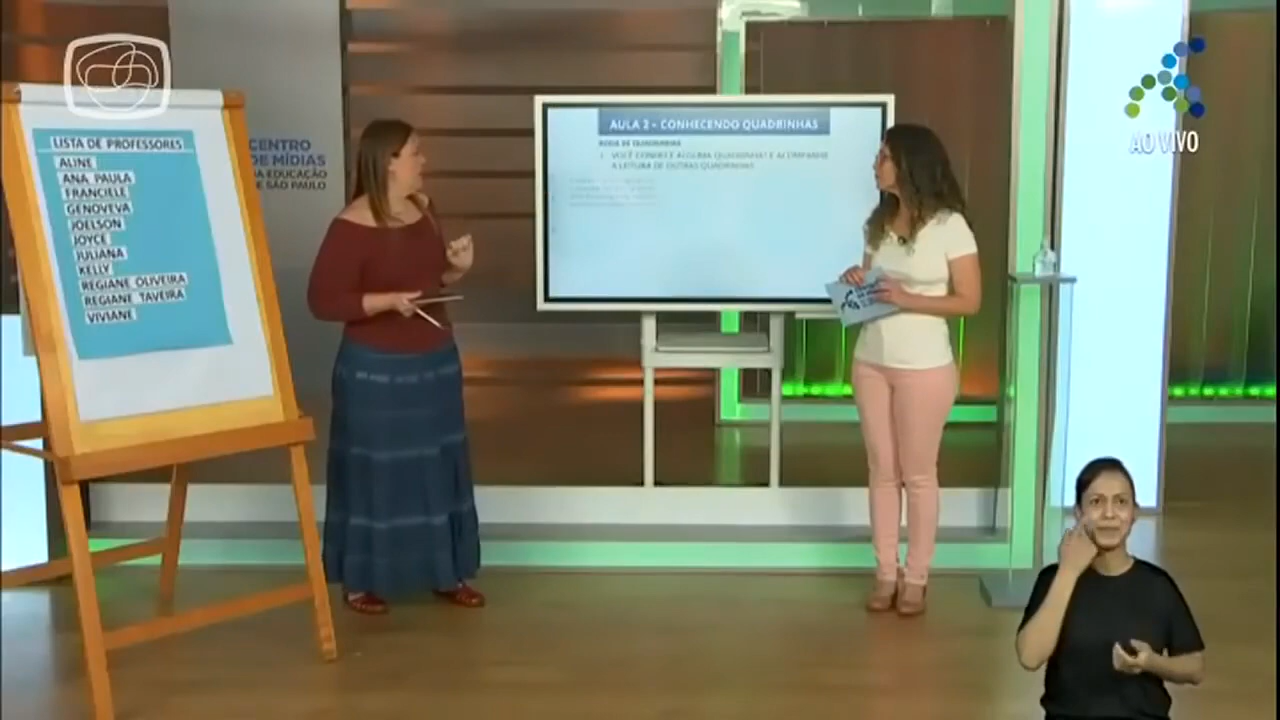 LISTA DE PROFESSORES
ALINE
ANA PAULA
FRANCIELE
GENOVEVA
JOELSON
JOYCE
JULIANA
KELLY
REGIANE OLIVEIRA
REGIANE TAVEIRA
VIVIANE
CENTRO
DE MÍDIAS
DA EDUCAÇÃO
DE SÃO PAULO
AULA 2 – CONHECENDO QUADRINHAS
RODA DE QUADRINHAS
VOCÊ CONHECE ALGUMA QUADRINHA? E ACOMPANHE
A LEITURA DE OUTRAS QUADRINHAS
AO VIVO